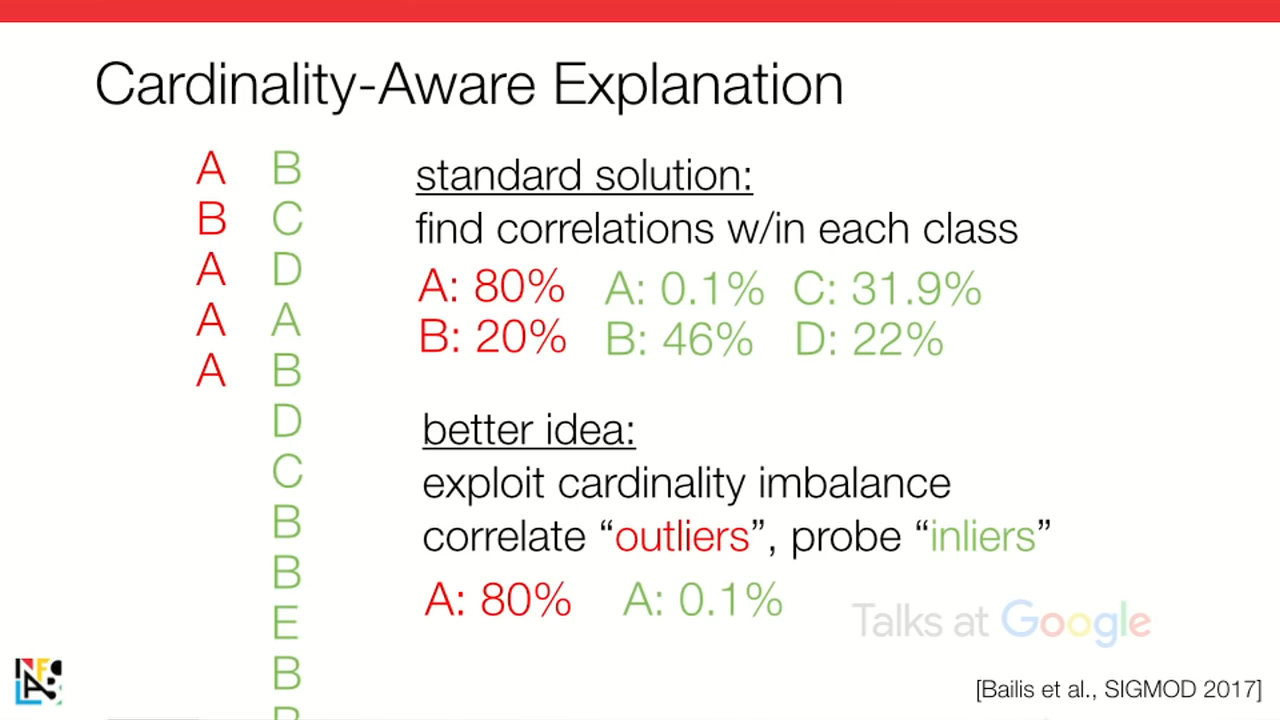 Cardinality-Aware Explanation
A B
B C
A D
A A
A B
D
C
B
B
E
B
standard solution:
find correlations w/in each class
A: 80% A: 0.1% C: 31.9%
B: 20% B: 46% D: 22%
better idea:
exploit cardinality imbalance
correlate “outliers”, probe “inliers”
A: 80% A: 0.1%
Talks at Google
[Bailis et al., SIGMOD 2017]